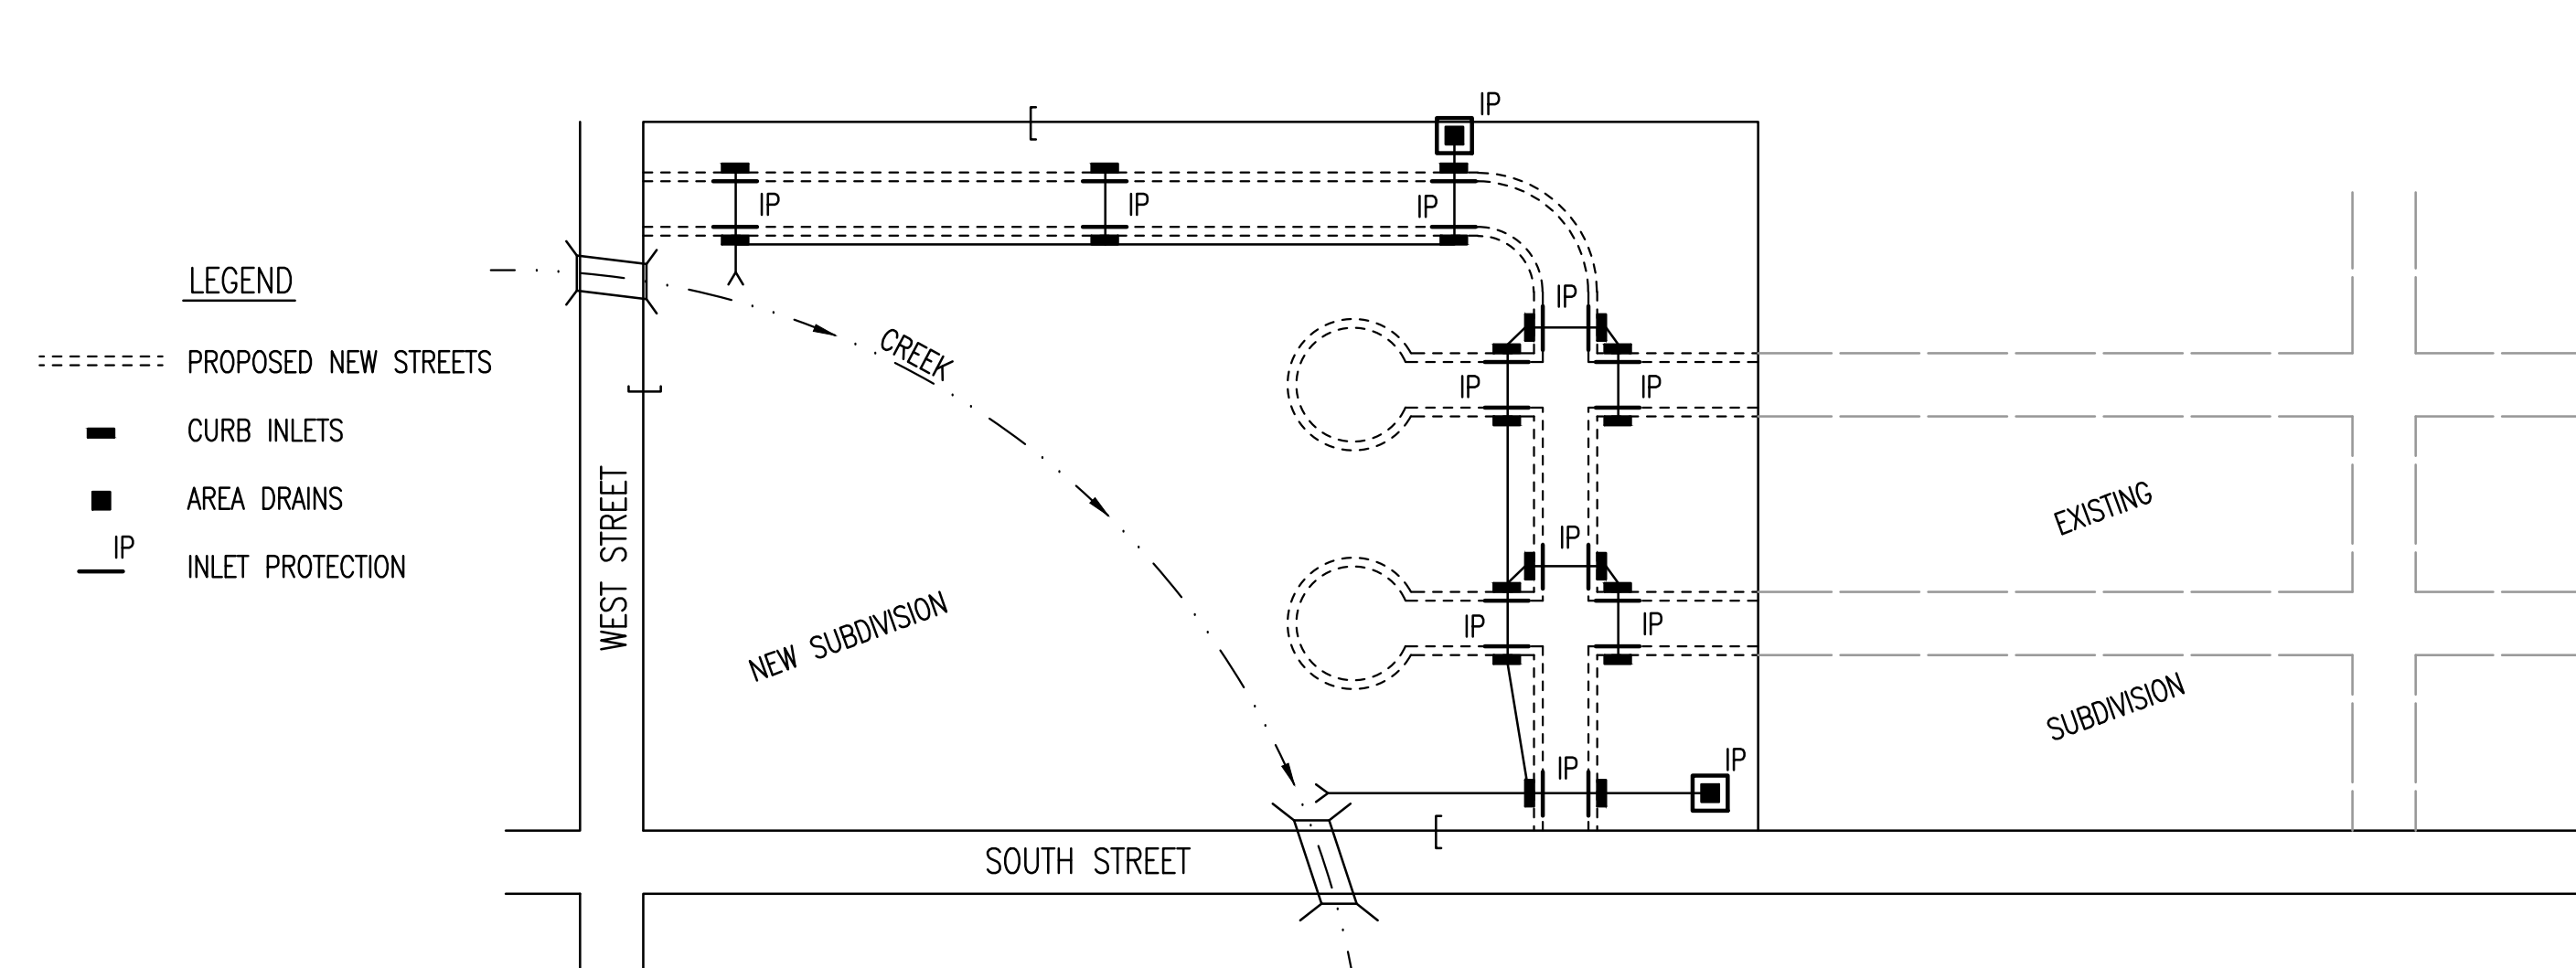 LEGEND
PROPOSED NEW STREETS
CURB INLETS
AREA DRAINS
IP
INLET PROTECTION
IP
IP
IP
IP
IP
IP
IP
IP
IP
IP
IP
IP
CREEK
WEST STREET
NEW SUBDIVISION
SOUTH STREET
EXISTING
SUBDIVISION